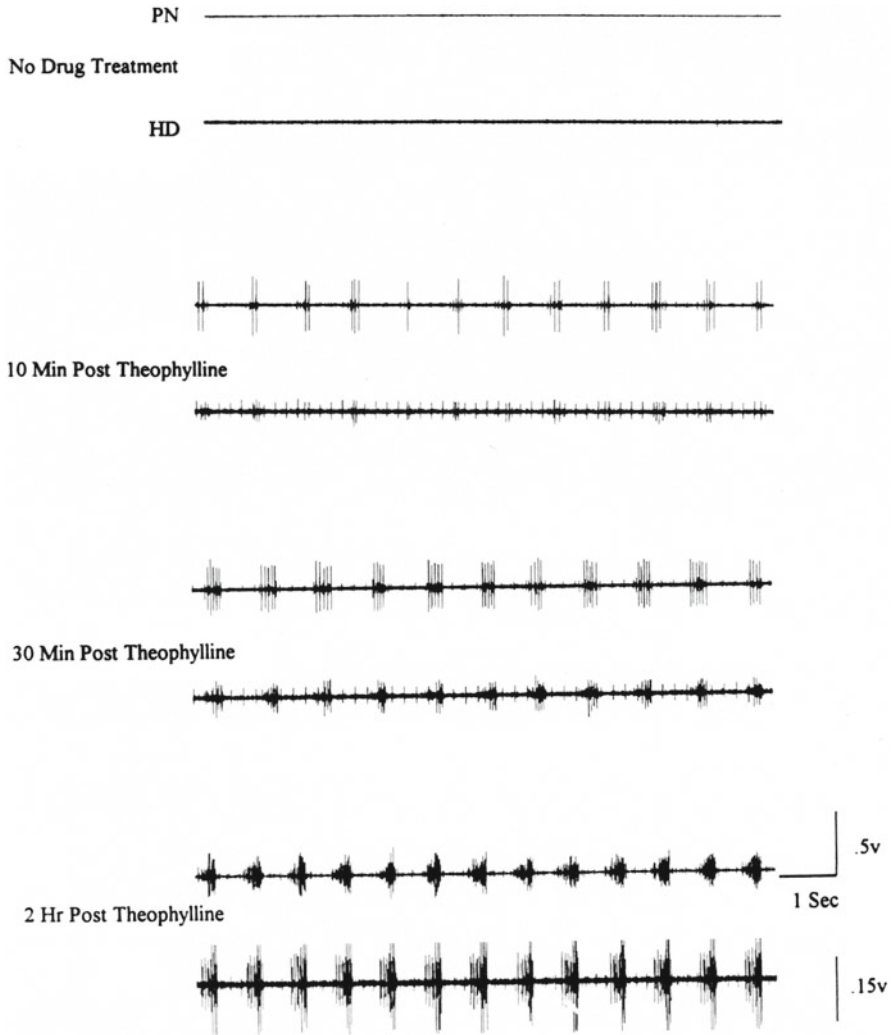 PN
No Drug Treatment
HD
10 Min Post Theophylline
30 Min Post Theophylline
.5v
1 Sec
2 Hr Post Theophylline
.15v